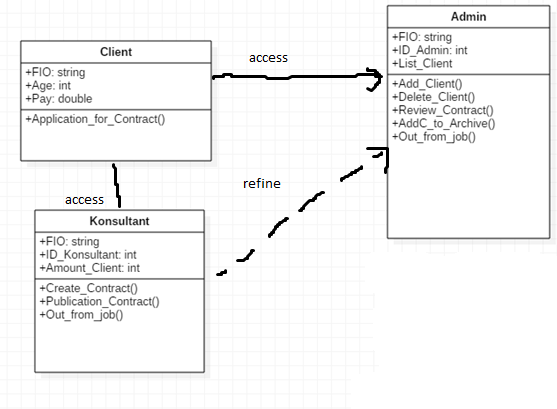 Client
+FIO: string
+Age: int
+Pay: double
+Application_for_Contract()
access
Admin
+FIO: string
+ID_Admin: int
+List_Client
+Add_Client()
+Delete_Client()
+Review_Contract()
+AddC_to_Archive()
+Out_from_job()
access
refine
Konsultant
+FIO: string
+ID_Konsultant: int
+Amount_Client: int
+Create_Contract()
+Publication_Contract()
+Out_from_job()